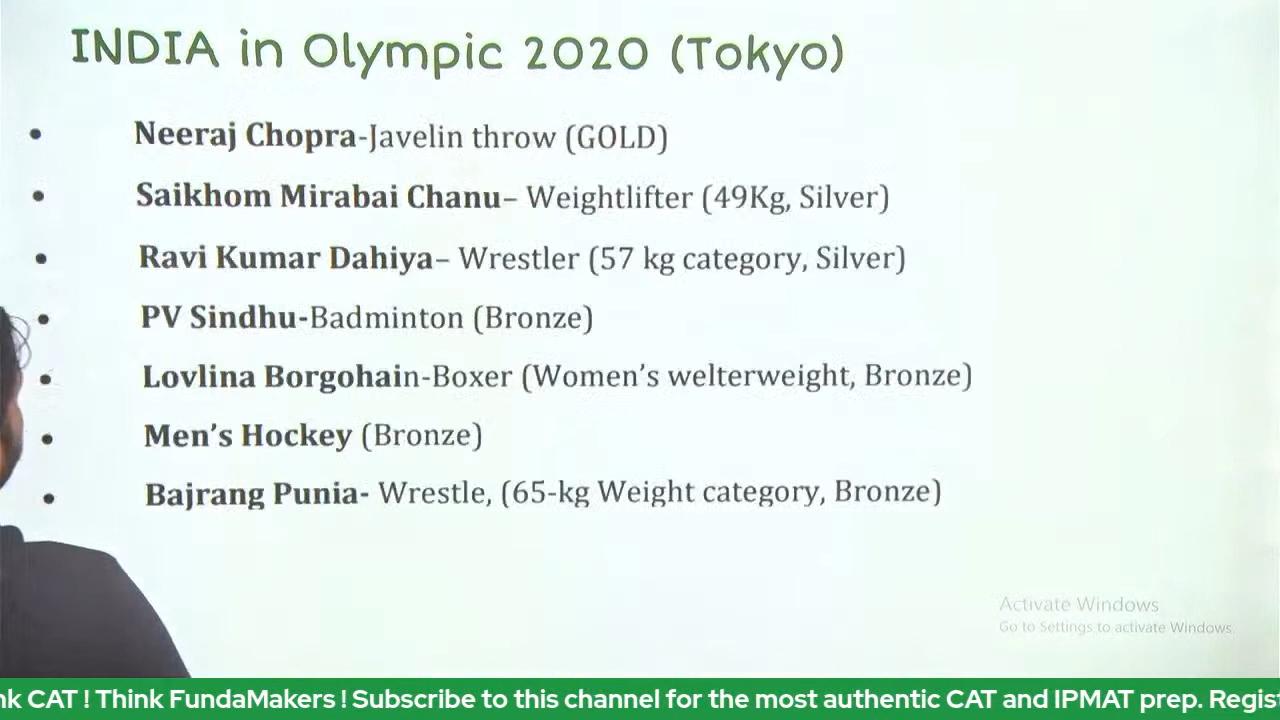 INDIA in Olympic 2020 (Tokyo)
• Neeraj Chopra-Javelin throw (GOLD)
• Saikhom Mirabai Chanu– Weightlifter (49Kg, Silver)
• Ravi Kumar Dahiya– Wrestler (57 kg category, Silver)
• PV Sindhu-Badminton (Bronze)
• Lovlina Borgohain-Boxer (Women’s welterweight, Bronze)
• Men’s Hockey (Bronze)
• Bajrang Punia- Wrestle, (65-kg Weight category, Bronze)
Activate Windows
Go to Settings to activate Windows.
nk CAT ! Think FundaMakers ! Subscribe to this channel for the most authentic CAT and IPMAT prep. Regist